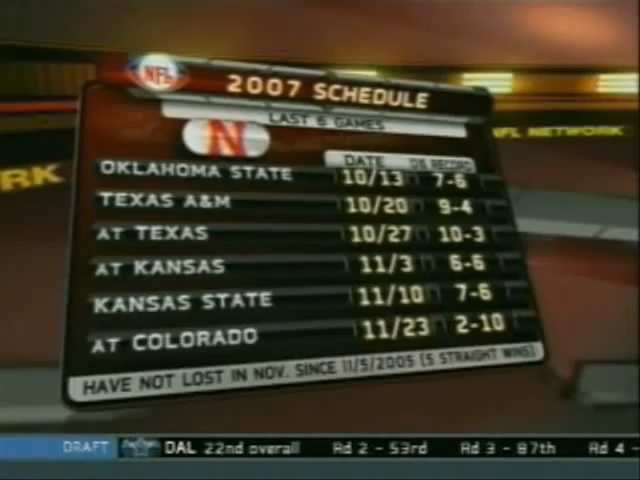 NFL
2007 SCHEDULE
LAST 6 GAMES
N
DATE '06 RECORD
OKLAHOMA STATE 10/13 7-6
TEXAS A&M 10/20 9-4
AT TEXAS 10/27 10-3
AT KANSAS 11/3 6-6
KANSAS STATE 11/10 7-6
AT COLORADO 11/23 2-10
HAVE NOT LOST IN NOV. SINCE 11/5/2005 (5 STRAIGHT WINS)
RK
NFL NETWORK
DRAFT DAL 22nd overall Rd 2 - 53rd Rd 3 - 87th Rd 4 -